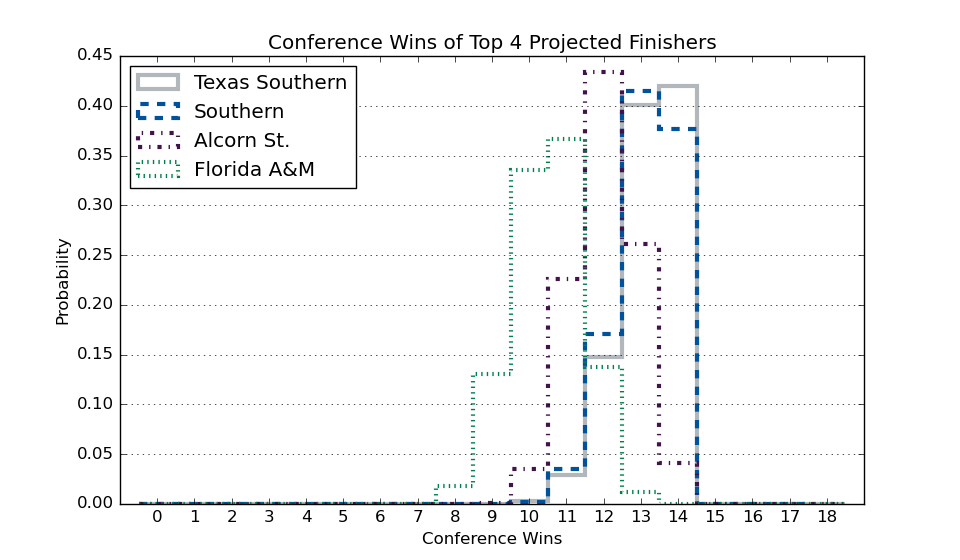 Conference Wins of Top 4 Projected Finishers
0.45
0.40
0.35
0.30
0.25
0.20
0.15
0.10
0.05
0.00
Probability
Texas Southern
Southern
Alcorn St.
Florida A&M
0 1 2 3 4 5 6 7 8 9 10 11 12 13 14 15 16 17 18
Conference Wins